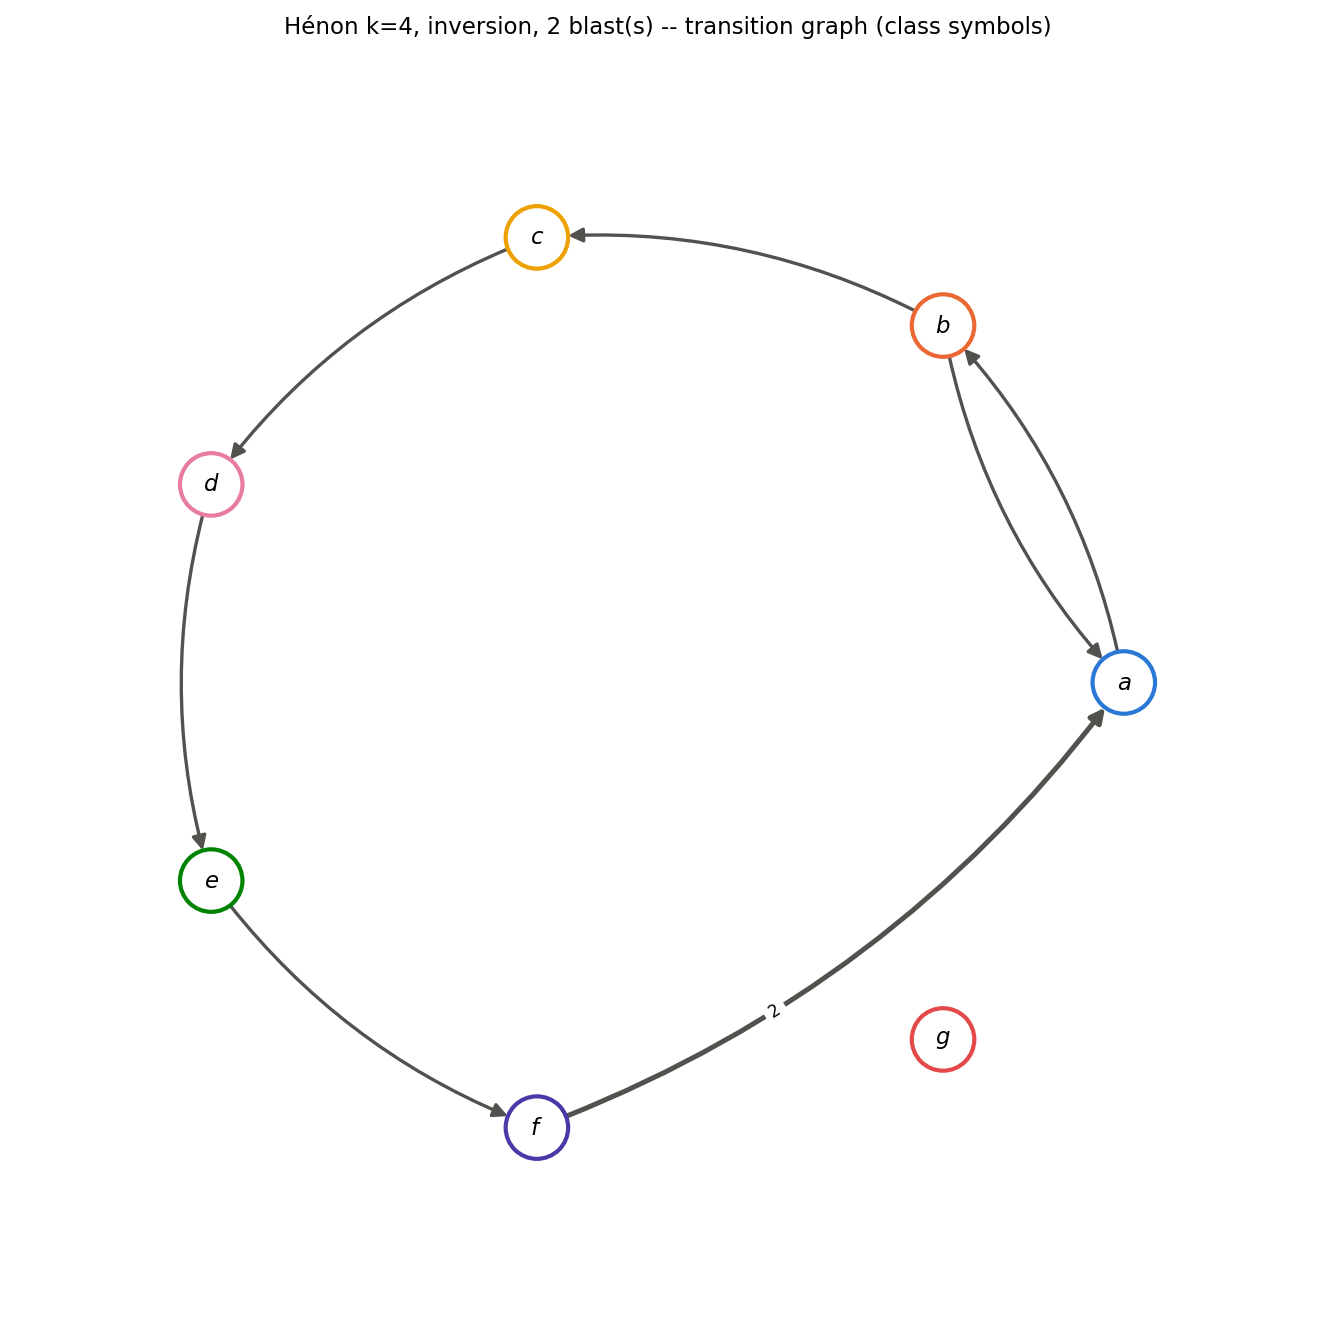 Hénon k=4, inversion, 2 blast(s) -- transition graph (class symbols)
c
b
d
a
e
2
g
f